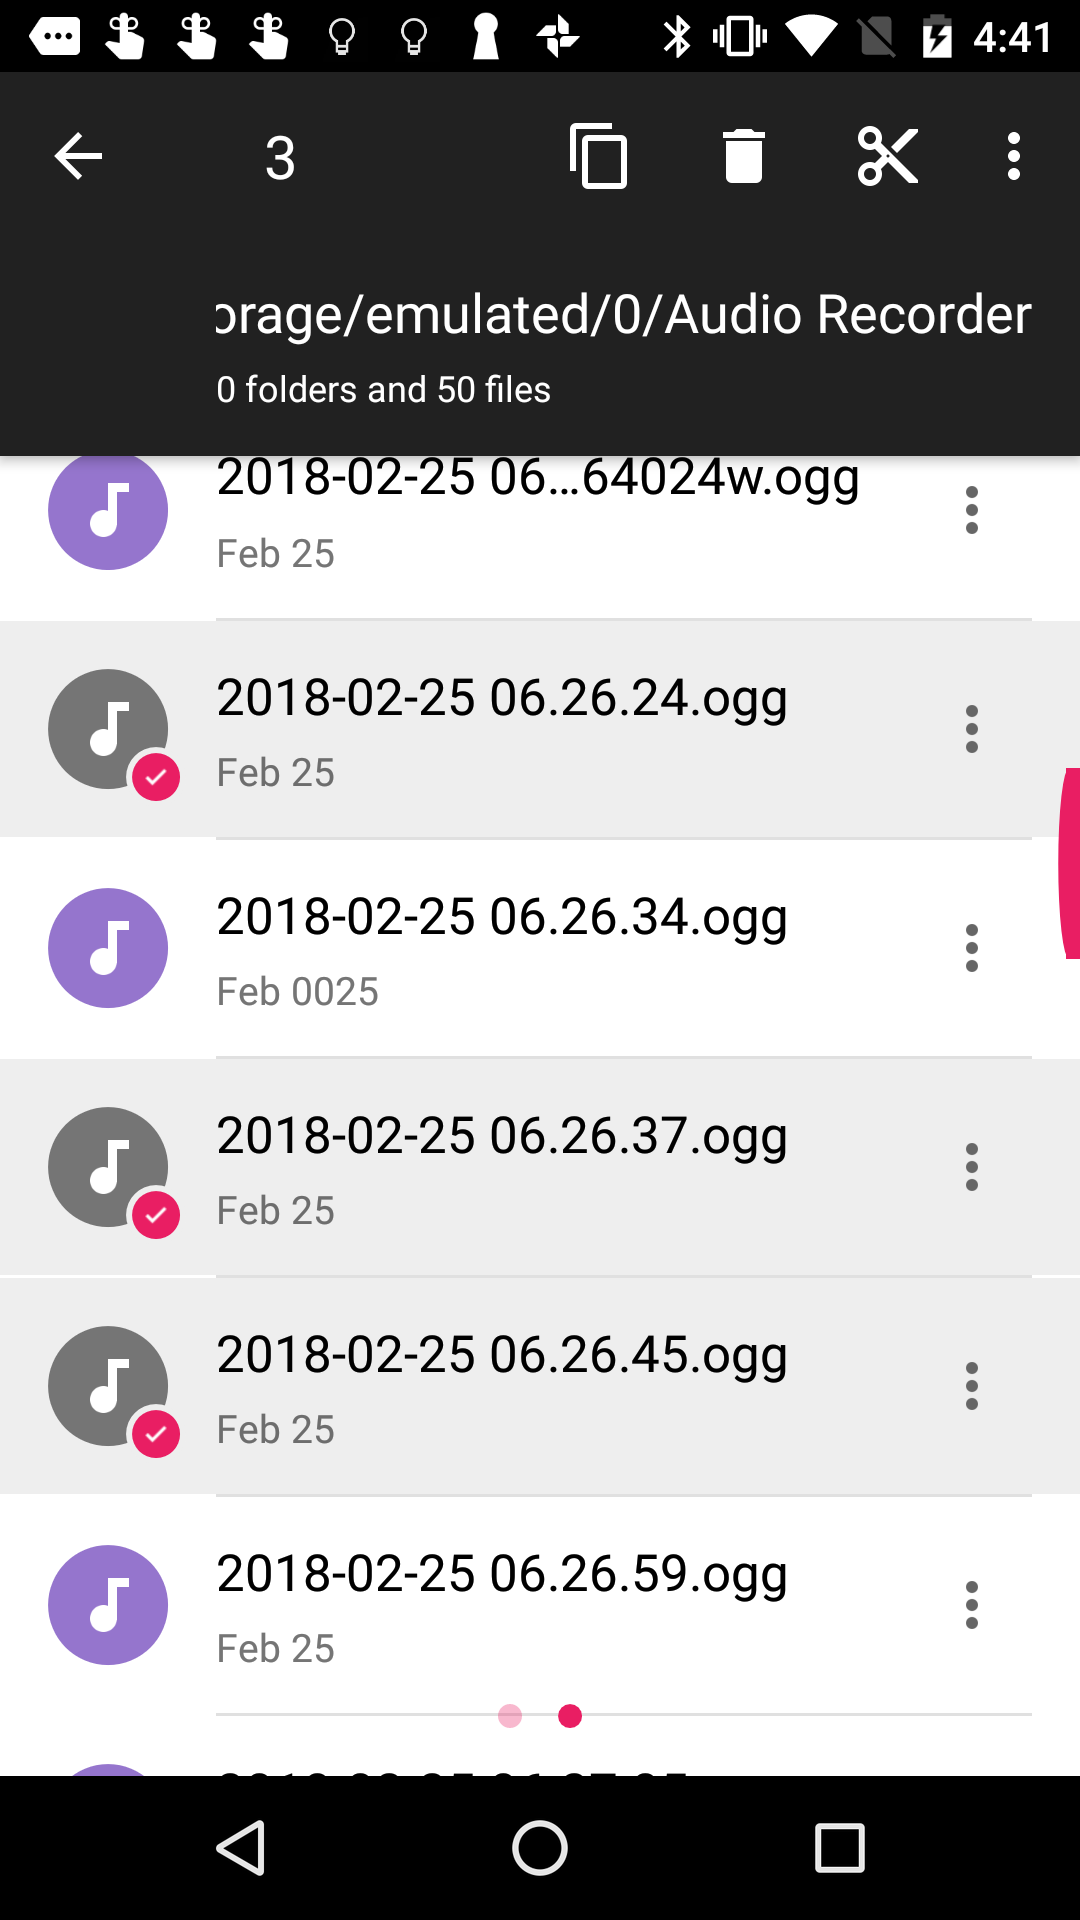 4:41
3
orage/emulated/0/Audio Recorder
0 folders and 50 files
2018-02-25 06...64024w.ogg
Feb 25
2018-02-25 06.26.24.ogg
Feb 25
2018-02-25 06.26.34.ogg
Feb 0025
2018-02-25 06.26.37.ogg
Feb 25
2018-02-25 06.26.45.ogg
Feb 25
2018-02-25 06.26.59.ogg
Feb 25